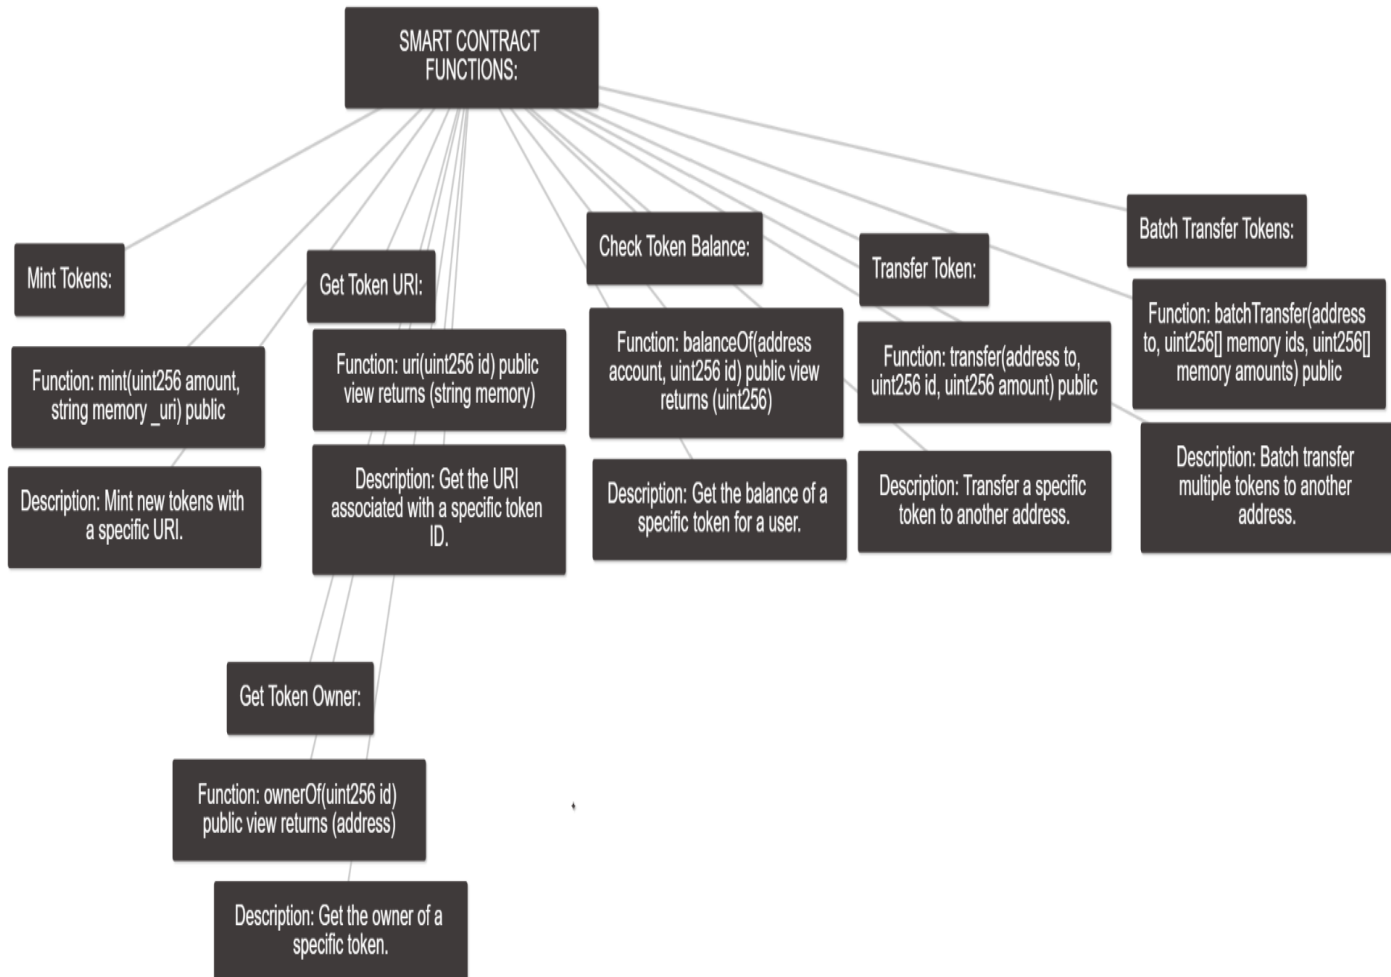 SMART CONTRACT
FUNCTIONS:
Mint Tokens:
Function: mint(uint256 amount,
string memory _uri) public
Description: Mint new tokens with
a specific URI.
Get Token URI:
Function: uri(uint256 id) public
view returns (string memory)
Description: Get the URI
associated with a specific token
ID.
Check Token Balance:
Function: balanceOf(address
account, uint256 id) public view
returns (uint256)
Description: Get the balance of a
specific token for a user.
Transfer Token:
Function: transfer(address to,
uint256 id, uint256 amount) public
Description: Transfer a specific
token to another address.
Batch Transfer Tokens:
Function: batchTransfer(address
to, uint256[] memory ids, uint256[]
memory amounts) public
Description: Batch transfer
multiple tokens to another
address.
Get Token Owner:
Function: ownerOf(uint256 id)
public view returns (address)
Description: Get the owner of a
specific token.